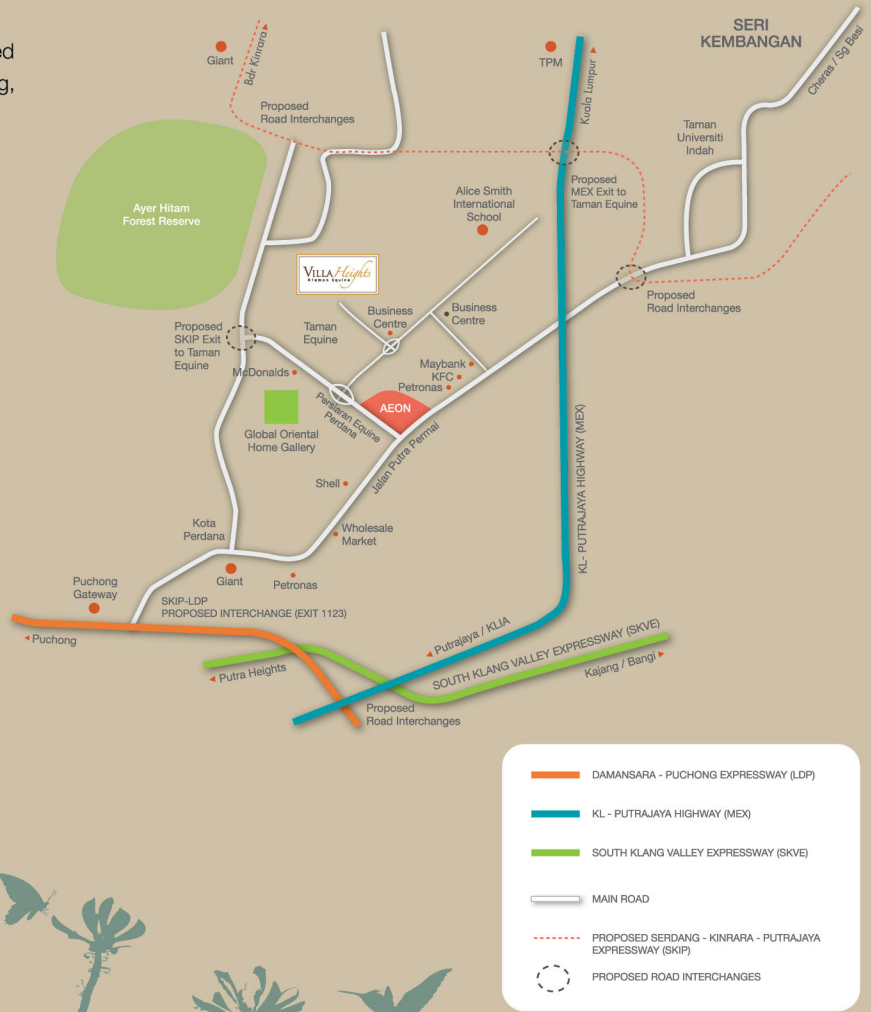 ed
g,
SERI
KEMBANGAN
Giant
Bdr Kinrara
TPM
Kuala Lumpur
Cheras / Sg Besi
Proposed
Road Interchanges
Taman
Universiti
Indah
Ayer Hitam
Forest Reserve
Alice Smith
International
School
Proposed
MEX Exit to
Taman Equine
VILLA Heights
@Taman Equine
Proposed
Road Interchanges
Proposed
SKIP Exit
to Taman
Equine
Taman
Equine
Business
Centre
Business
Centre
McDonalds
Maybank
KFC
Petronas
AEON
Persiaran Equine
Perdana
Global Oriental
Home Gallery
Jalan Putra Permai
KL- PUTRAJAYA HIGHWAY (MEX)
Shell
Kota
Perdana
Wholesale
Market
Giant
Petronas
Puchong
Gateway
SKIP-LDP
PROPOSED INTERCHANGE (EXIT 1123)
Puchong
Putrajaya / KLIA
SOUTH KLANG VALLEY EXPRESSWAY (SKVE)
Putra Heights
Kajang / Bangi
Proposed
Road Interchanges
DAMANSARA - PUCHONG EXPRESSWAY (LDP)
KL - PUTRAJAYA HIGHWAY (MEX)
SOUTH KLANG VALLEY EXPRESSWAY (SKVE)
MAIN ROAD
PROPOSED SERDANG - KINRARA - PUTRAJAYA
EXPRESSWAY (SKIP)
PROPOSED ROAD INTERCHANGES